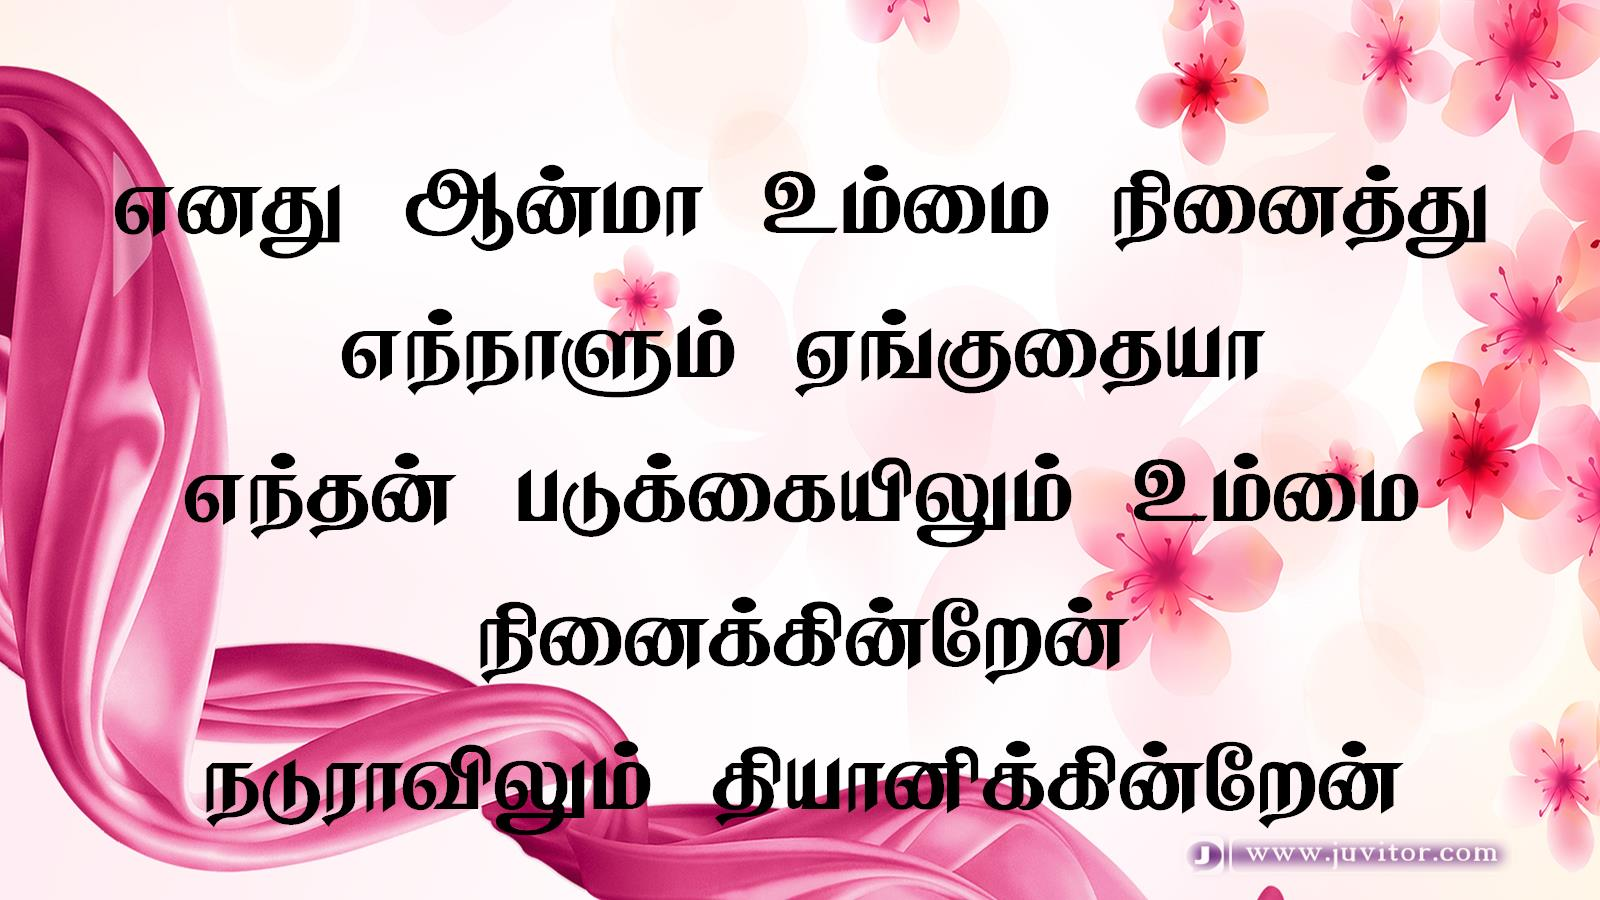 எனது ஆன்மா உம்மை நினைத்து
எந்நாளும் ஏங்குதையா
எந்தன் படுக்கையிலும் உம்மை
நினைக்கின்றேன்
நடுராவிலும் தியானிக்கின்றேன்
J www.juvitor.com